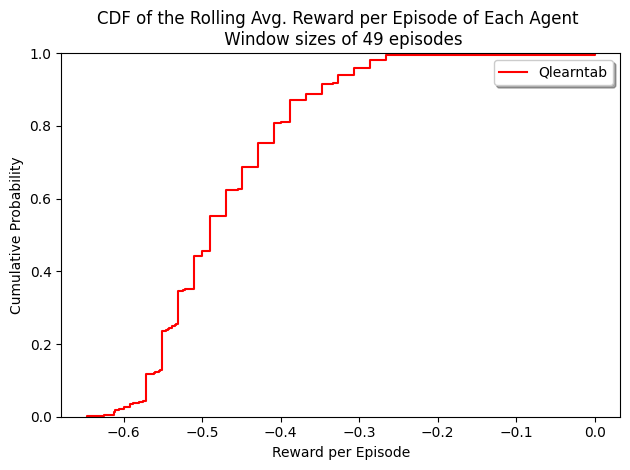 CDF of the Rolling Avg. Reward per Episode of Each Agent
Window sizes of 49 episodes
Qlearntab
Cumulative Probability
1.0
0.8
0.6
0.4
0.2
0.0
−0.6 −0.5 −0.4 −0.3 −0.2 −0.1 0.0
Reward per Episode